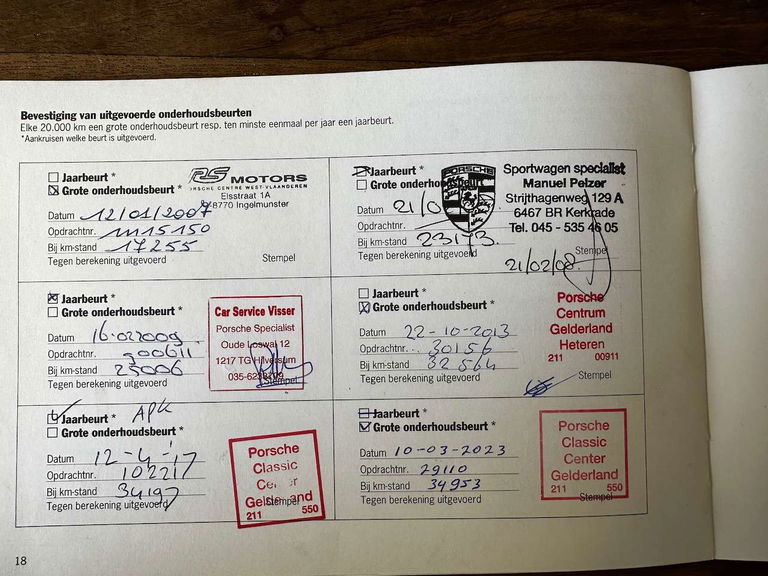 Bevestiging van uitgevoerde onderhoudsbeurten
Elke 20.000 km een grote onderhoudsbeurt resp. ten minste eenmaal per jaar een jaarbeurt.
*Aankruisen welke beurt is uitgevoerd.
Jaarbeurt *
Grote onderhoudsbeurt *
Datum 12/01/2007
Opdrachtnr. 1115150
Bij km-stand 17255
Tegen berekening uitgevoerd
Stempel
RS MOTORS
PORSCHE CENTRE WEST-VLAANDEREN
Elsstraat 1A
8770 Ingelmunster
Jaarbeurt *
Grote onderhoudsbeurt *
Datum 21/0
Opdrachtnr.
Bij km-stand 23173
Tegen berekening uitgevoerd
Stempel
21/02/08
PORSCHE
Sportwagen specialist
Manuel Pelzer
Strijthagenweg 129 A
6467 BR Kerkrade
Tel. 045 - 535 46 05
Jaarbeurt *
Grote onderhoudsbeurt *
Datum 16-022009
Opdrachtnr. 900611
Bij km-stand 25006
Tegen berekening uitgevoerd
Stempel
Car Service Visser
Porsche Specialist
Oude Loswal 12
1217 TG Hilversum
Jaarbeurt *
Grote onderhoudsbeurt *
Datum 22-10-2013
Opdrachtnr. 30156
Bij km-stand 32564
Tegen berekening uitgevoerd
Stempel
Porsche
Centrum
Gelderland
Heteren
211 00911
Jaarbeurt * APK
Grote onderhoudsbeurt *
Datum 12-4-17
Opdrachtnr. 102217
Bij km-stand 34197
Tegen berekening uitgevoerd
Stempel
Porsche
Classic
Center
Gelderland
211 550
Jaarbeurt *
Grote onderhoudsbeurt *
Datum 10-03-2023
Opdrachtnr. 29110
Bij km-stand 34953
Tegen berekening uitgevoerd
Stempel
Porsche
Classic
Center
Gelderland
211 550
18